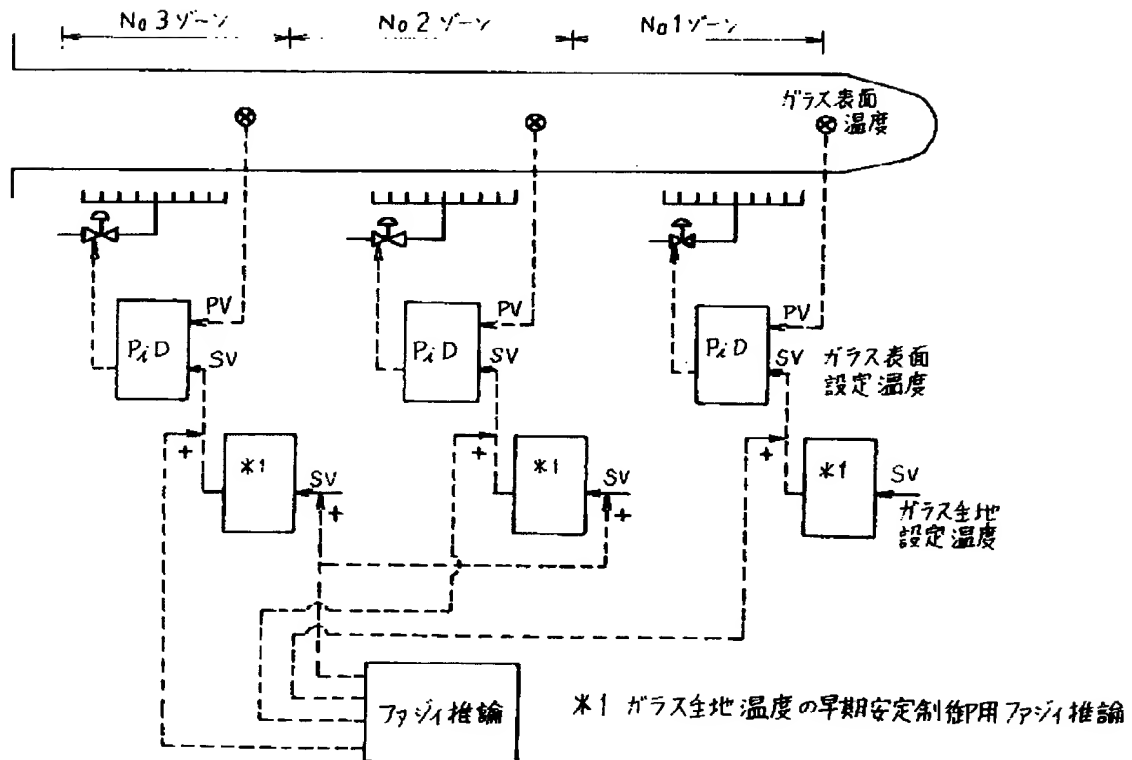 No 3 ゾーン
No 2 ゾーン
No 1 ゾーン
ガラス表面
温度
PV
PV
PV
PiD
PiD
PiD
SV
SV
SV
ガラス表面
設定温度
+
+
+
*1
*1
*1
SV
SV
SV
+
+
ガラス生地
設定温度
ファジィ推論
*1 ガラス生地温度の早期安定制御用ファジィ推論